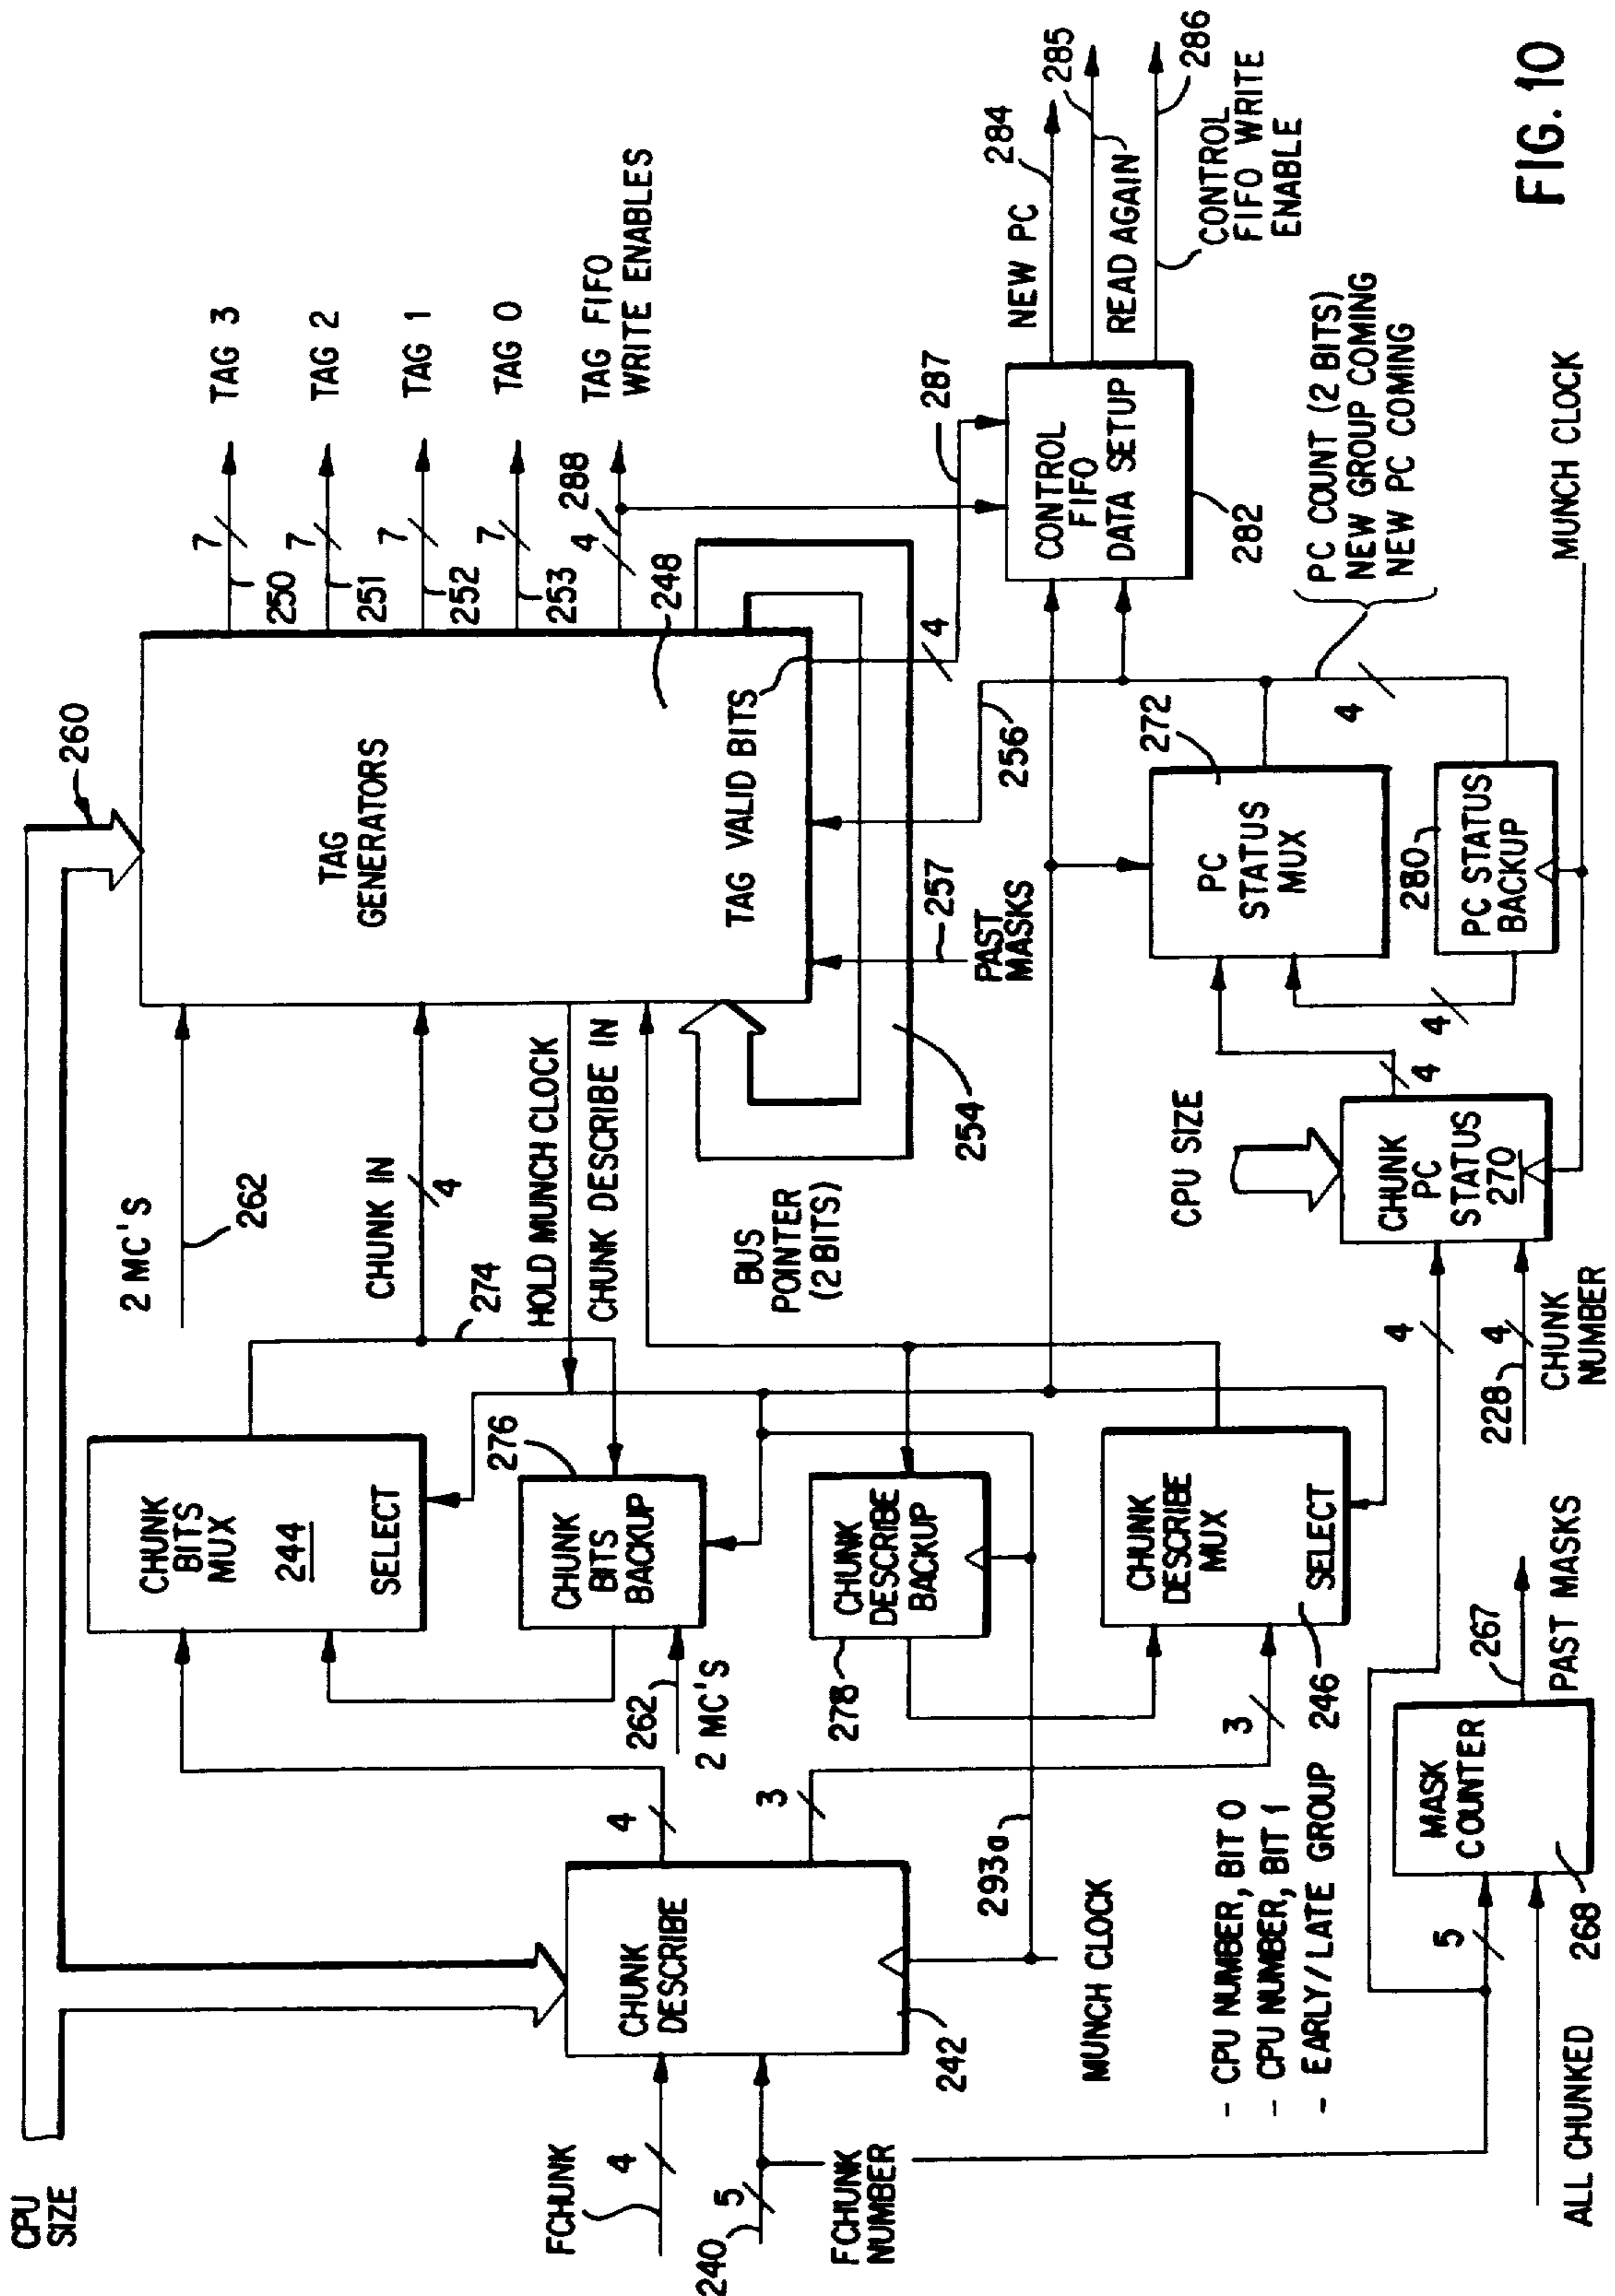 CPU
SIZE
260
2 MC'S
262
TAG
GENERATORS
7
250
TAG 3
7
251
TAG 2
7
252
TAG 1
7
253
TAG 0
4
288
TAG FIFO
WRITE ENABLES
248
TAG VALID BITS
CHUNK IN
4
274
HOLD MUNCH CLOCK
CHUNK DESCRIBE IN
BUS
POINTER
(2 BITS)
254
257
PAST
MASKS
256
4
287
CHUNK
BITS
MUX
244
SELECT
276
CHUNK
BITS
BACKUP
262
2 MC'S
FCHUNK
4
240
5
FCHUNK
NUMBER
CHUNK
DESCRIBE
242
4
3
278
CHUNK
DESCRIBE
BACKUP
293a
MUNCH CLOCK
CHUNK
DESCRIBE
MUX
SELECT
3
246
- CPU NUMBER, BIT 0
- CPU NUMBER, BIT 1
- EARLY/LATE GROUP
CONTROL
FIFO
DATA SETUP
282
NEW PC
284
285
READ AGAIN
286
CONTROL
FIFO WRITE
ENABLE
PC
STATUS
MUX
272
280
PC STATUS
BACKUP
4
4
PC COUNT (2 BITS)
NEW GROUP COMING
NEW PC COMING
MUNCH CLOCK
CPU SIZE
CHUNK
PC
STATUS
270
4
4
228
4
CHUNK
NUMBER
5
MASK
COUNTER
268
267
PAST MASKS
ALL CHUNKED
FIG. 10